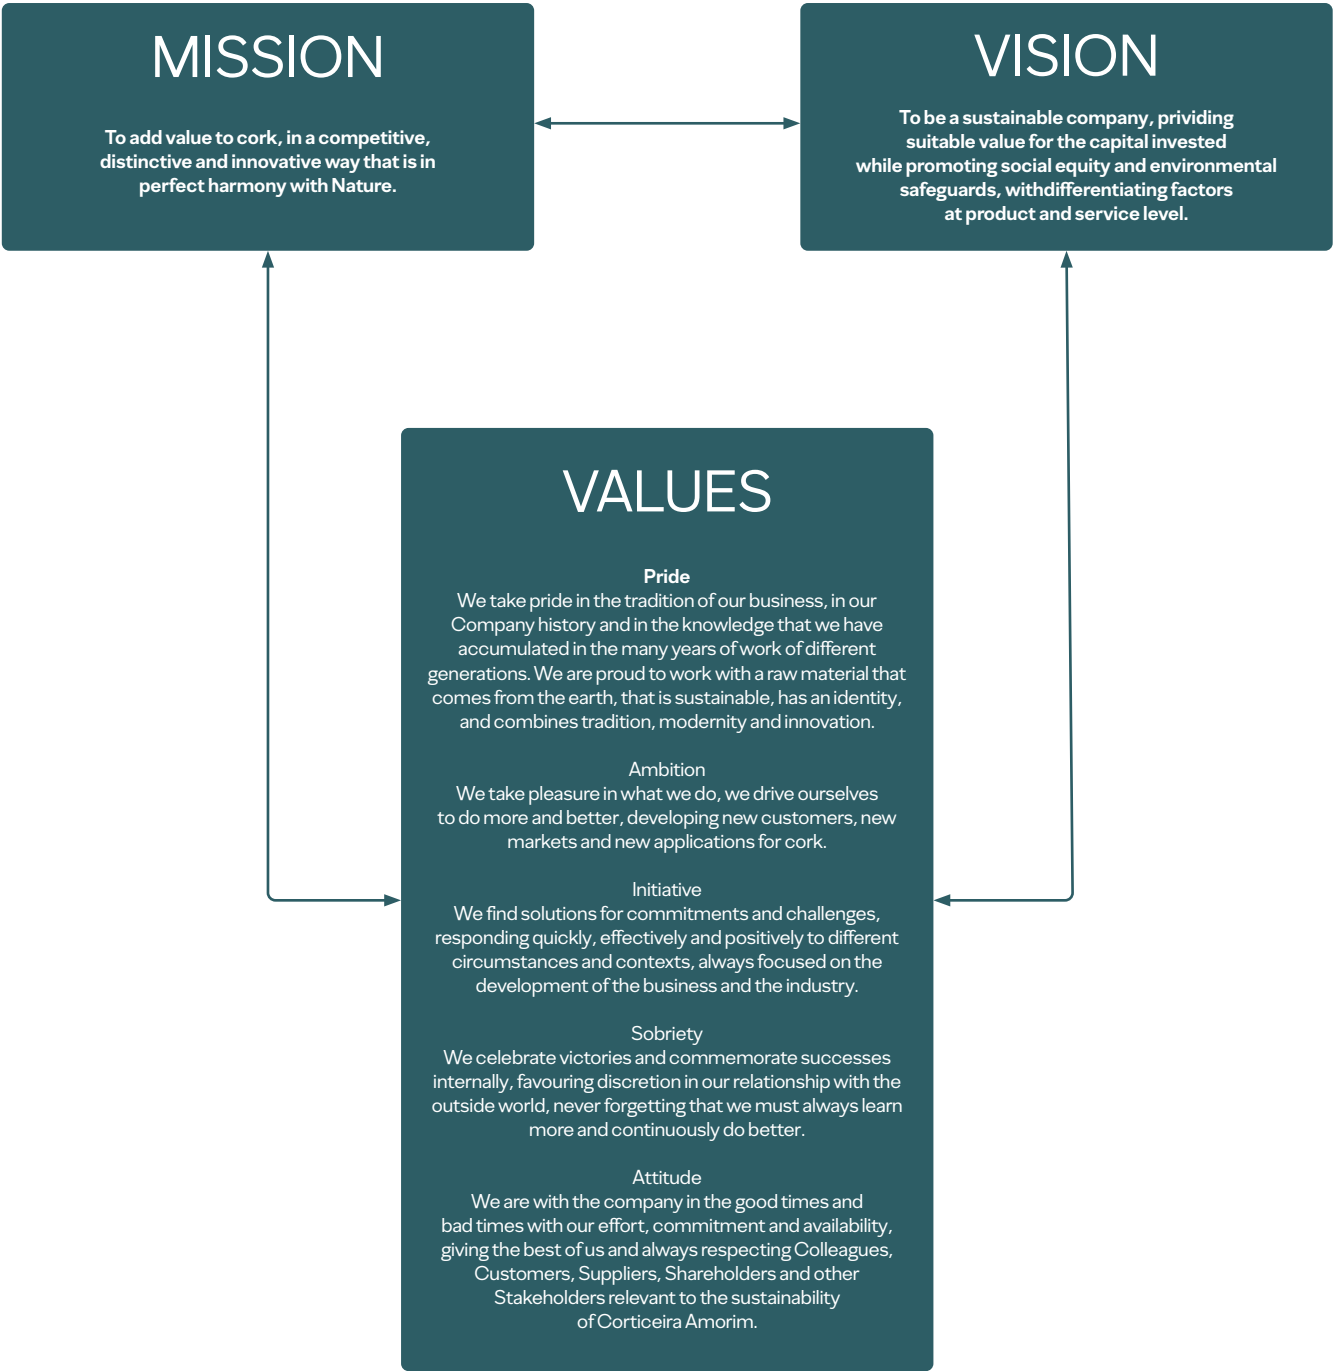 MISSION
To add value to cork, in a competitive,
distinctive and innovative way that is in
perfect harmony with Nature.
VISION
To be a sustainable company, prividing
suitable value for the capital invested
while promoting social equity and environmental
safeguards, withdifferentiating factors
at product and service level.
VALUES
Pride
We take pride in the tradition of our business, in our
Company history and in the knowledge that we have
accumulated in the many years of work of different
generations. We are proud to work with a raw material that
comes from the earth, that is sustainable, has an identity,
and combines tradition, modernity and innovation.
Ambition
We take pleasure in what we do, we drive ourselves
to do more and better, developing new customers, new
markets and new applications for cork.
Initiative
We find solutions for commitments and challenges,
responding quickly, effectively and positively to different
circumstances and contexts, always focused on the
development of the business and the industry.
Sobriety
We celebrate victories and commemorate successes
internally, favouring discretion in our relationship with the
outside world, never forgetting that we must always learn
more and continuously do better.
Attitude
We are with the company in the good times and
bad times with our effort, commitment and availability,
giving the best of us and always respecting Colleagues,
Customers, Suppliers, Shareholders and other
Stakeholders relevant to the sustainability
of Corticeira Amorim.